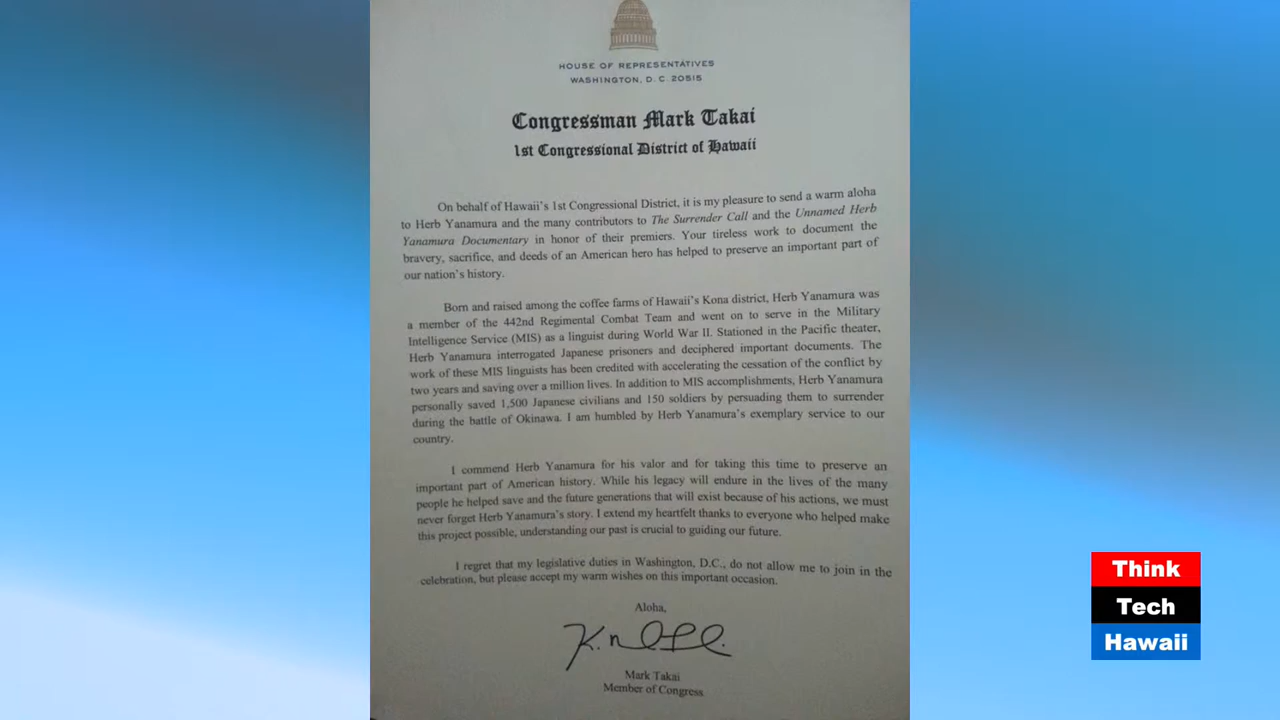 HOUSE OF REPRESENTATIVES
WASHINGTON, D. C. 20515
Congressman Mark Takai
1st Congressional District of Hawaii
On behalf of Hawaii's 1st Congressional District, it is my pleasure to send a warm aloha
to Herb Yanamura and the many contributors to The Surrender Call and the Unnamed Herb
Yanamura Documentary in honor of their premiers. Your tireless work to document the
bravery, sacrifice, and deeds of an American hero has helped to preserve an important part of
our nation's history.
Born and raised among the coffee farms of Hawaii's Kona district, Herb Yanamura was
a member of the 442nd Regimental Combat Team and went on to serve in the Military
Intelligence Service (MIS) as a linguist during World War II. Stationed in the Pacific theater,
Herb Yanamura interrogated Japanese prisoners and deciphered important documents. The
work of these MIS linguists has been credited with accelerating the cessation of the conflict by
two years and saving over a million lives. In addition to MIS accomplishments, Herb Yanamura
personally saved 1,500 Japanese civilians and 150 soldiers by persuading them to surrender
during the battle of Okinawa. I am humbled by Herb Yanamura's exemplary service to our
country.
I commend Herb Yanamura for his valor and for taking this time to preserve an
important part of American history. While his legacy will endure in the lives of the many
people he helped save and the future generations that will exist because of his actions, we must
never forget Herb Yanamura's story. I extend my heartfelt thanks to everyone who helped make
this project possible, understanding our past is crucial to guiding our future.
I regret that my legislative duties in Washington, D.C., do not allow me to join in the
celebration, but please accept my warm wishes on this important occasion.
Aloha,
Mark Takai
Member of Congress
Think
Tech
Hawaii